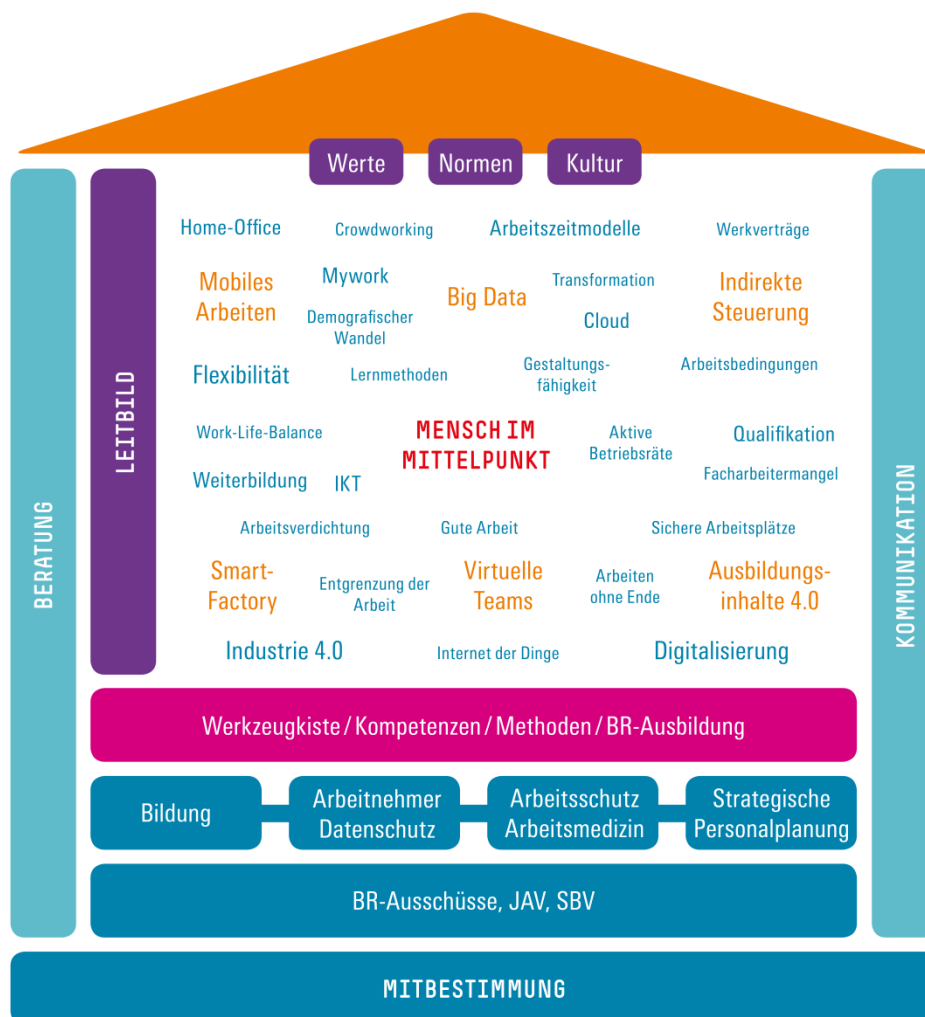 Werte Normen Kultur
Home-Office Crowdworking Arbeitszeitmodelle Werkverträge
Mobiles
Arbeiten
Mywork
Demografischer
Wandel
Big Data
Transformation
Cloud
Indirekte
Steuerung
Flexibilität Lernmethoden
Gestaltungs-
fähigkeit
Arbeitsbedingungen
Work-Life-Balance
MENSCH IM
MITTELPUNKT
Aktive
Betriebsräte
Qualifikation
Facharbeitermangel
Weiterbildung IKT
Arbeitsverdichtung Gute Arbeit Sichere Arbeitsplätze
Smart-
Factory
Entgrenzung der
Arbeit
Virtuelle
Teams
Arbeiten
ohne Ende
Ausbildungs-
inhalte 4.0
Industrie 4.0 Internet der Dinge Digitalisierung
LEITBILD
BERATUNG
KOMMUNIKATION
Werkzeugkiste / Kompetenzen / Methoden / BR-Ausbildung
Bildung
Arbeitnehmer
Datenschutz
Arbeitsschutz
Arbeitsmedizin
Strategische
Personalplanung
BR-Ausschüsse, JAV, SBV
MITBESTIMMUNG